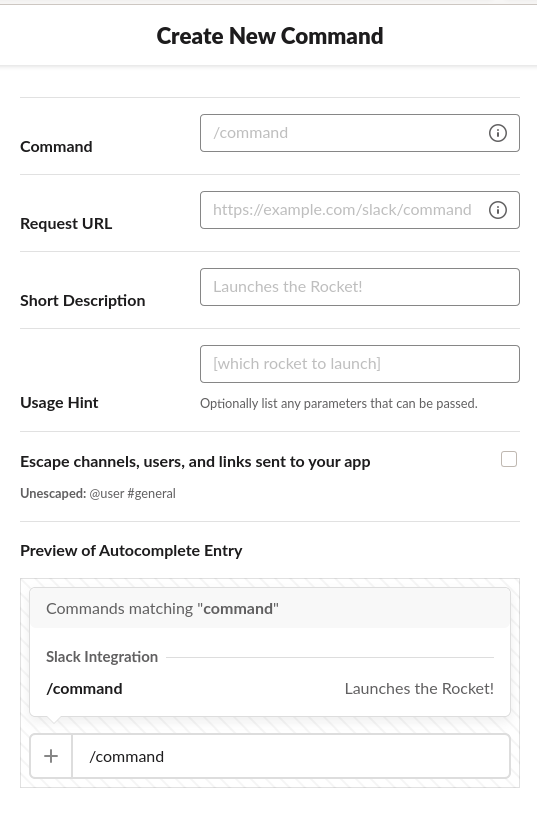 Create New Command
Command
/command
Request URL
https://example.com/slack/command
Short Description
Launches the Rocket!
Usage Hint
[which rocket to launch]
Optionally list any parameters that can be passed.
Escape channels, users, and links sent to your app
Unescaped: @user #general
Preview of Autocomplete Entry
Commands matching "command"
Slack Integration
/command Launches the Rocket!
+ /command